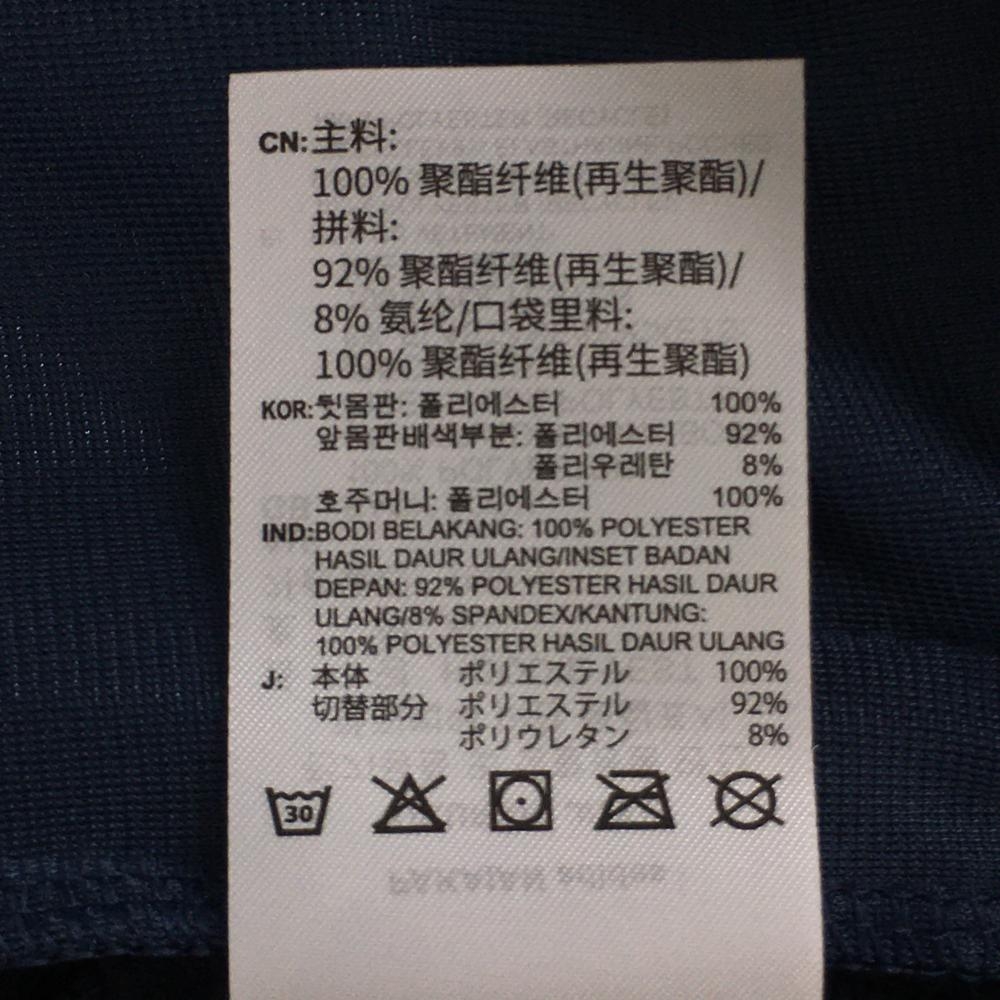 CN:主料:
100% 聚酯纤维(再生聚酯)/
拼料:
92% 聚酯纤维(再生聚酯)/
8% 氨纶/口袋里料:
100% 聚酯纤维(再生聚酯)
KOR:뒷몸판: 폴리에스터 100%
앞몸판배색부분: 폴리에스터 92%
폴리우레탄 8%
호주머니: 폴리에스터 100%
IND:BODI BELAKANG: 100% POLYESTER
HASIL DAUR ULANG/INSET BADAN
DEPAN: 92% POLYESTER HASIL DAUR
ULANG/8% SPANDEX/KANTUNG:
100% POLYESTER HASIL DAUR ULANG
J: 本体 ポリエステル 100%
切替部分 ポリエステル 92%
ポリウレタン 8%
30
PAKAIAN adidas